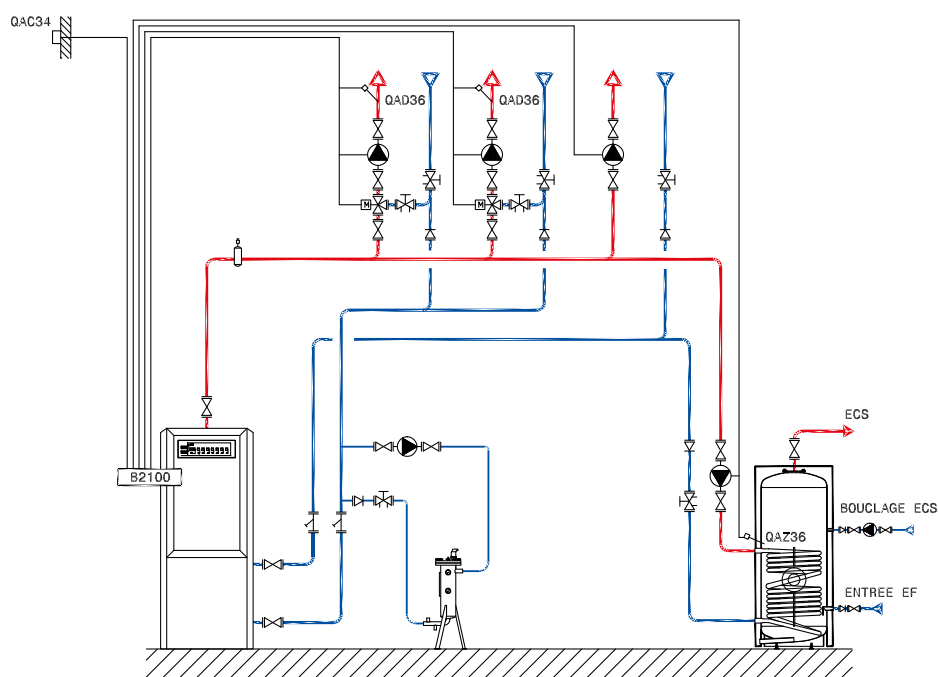 QAC34
QAD36
QAD36
M
M
ECS
B2100
BOUCLAGE ECS
QAZ36
ENTREE EF